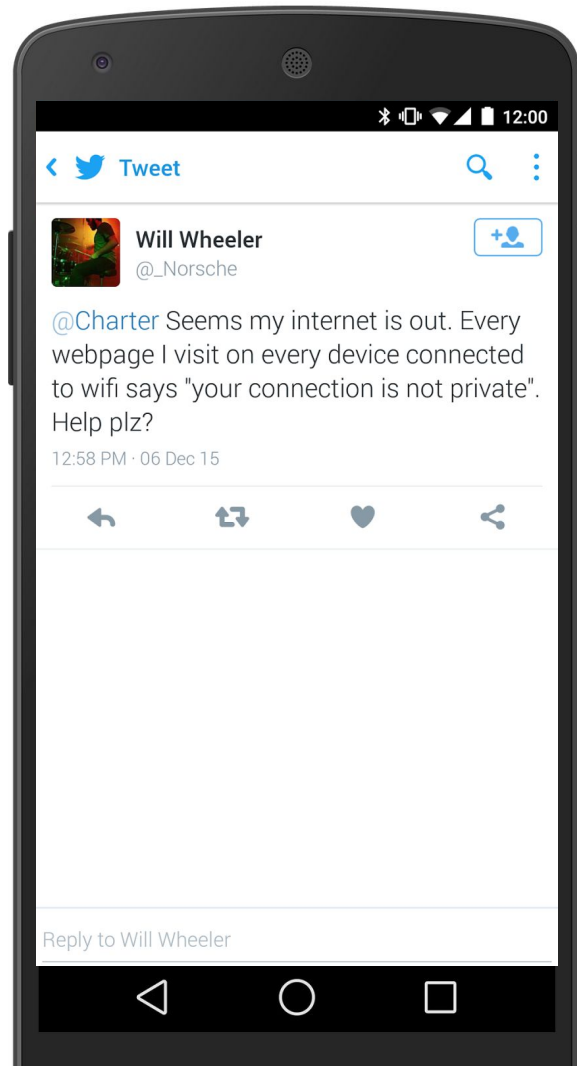 12:00
Tweet
Will Wheeler
@_Norsche
@Charter Seems my internet is out. Every
webpage I visit on every device connected
to wifi says "your connection is not private".
Help plz?
12:58 PM · 06 Dec 15
Reply to Will Wheeler